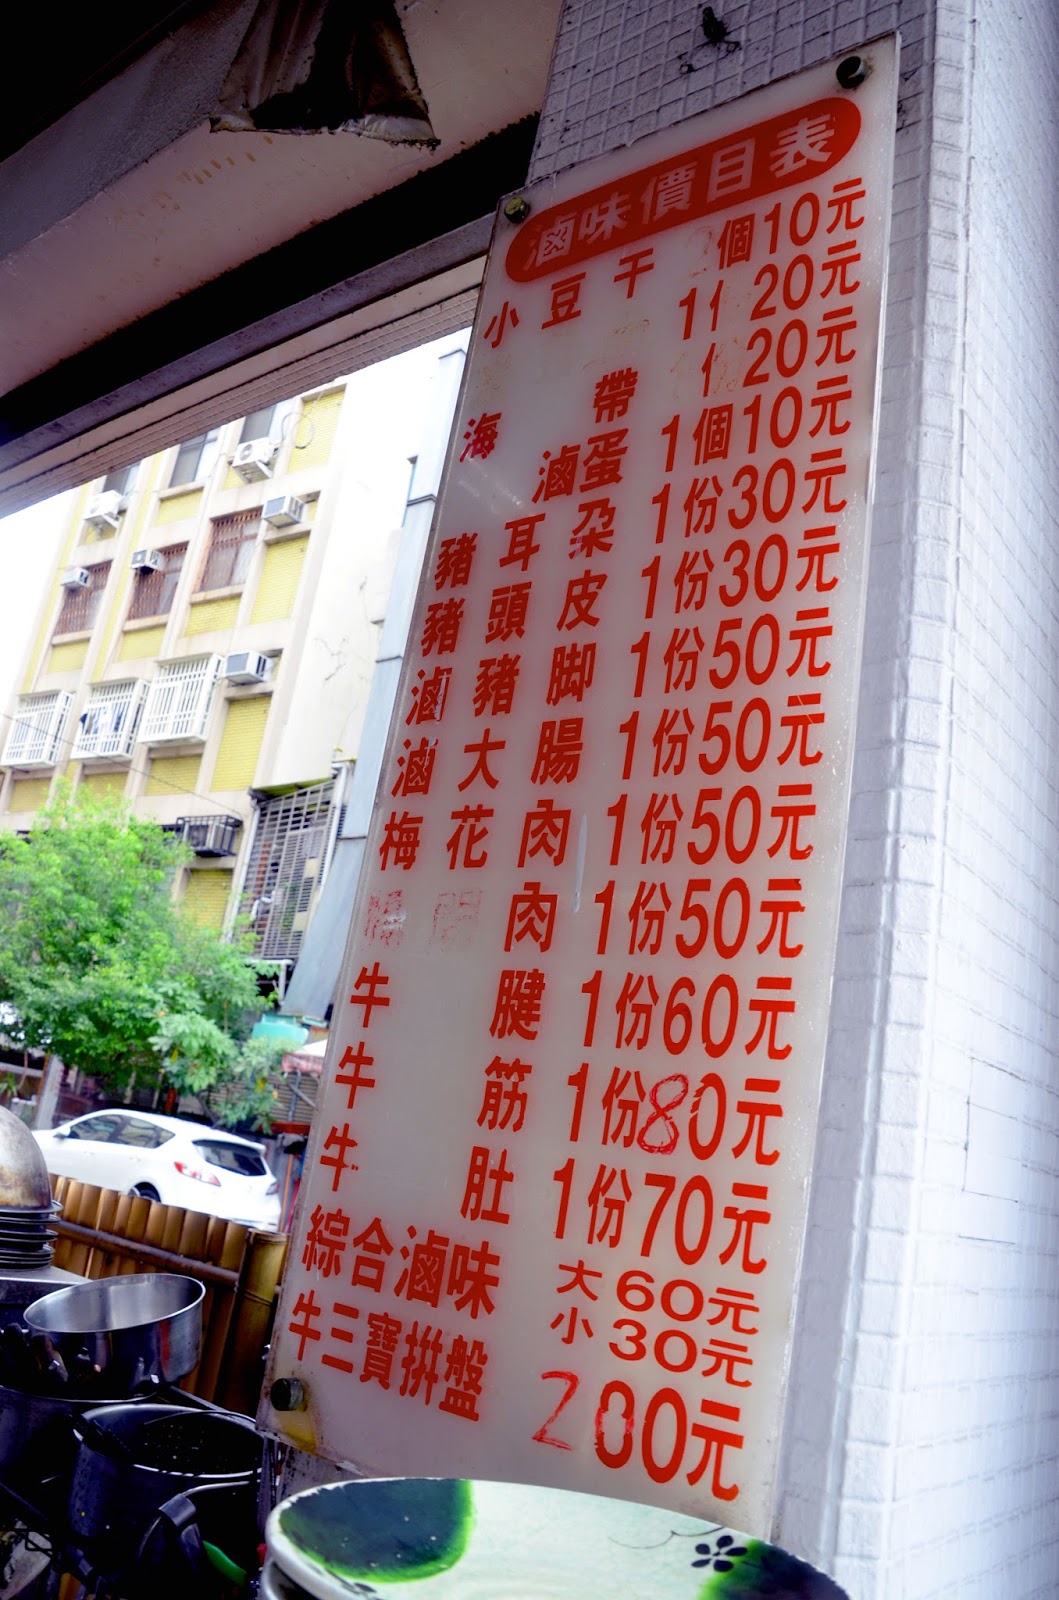 滷味價目表
小豆干 個10元
1 20元
海帶 20元
滷蛋 1個10元
豬耳朵 1份30元
豬頭皮 1份30元
滷豬脚 1份50元
滷大腸 1份50元
梅花肉 1份50元
肉 1份50元
牛腱 1份60元
牛筋 1份80元
牛肚 1份70元
綜合滷味 大60元
小30元
牛三寶拼盤 200元